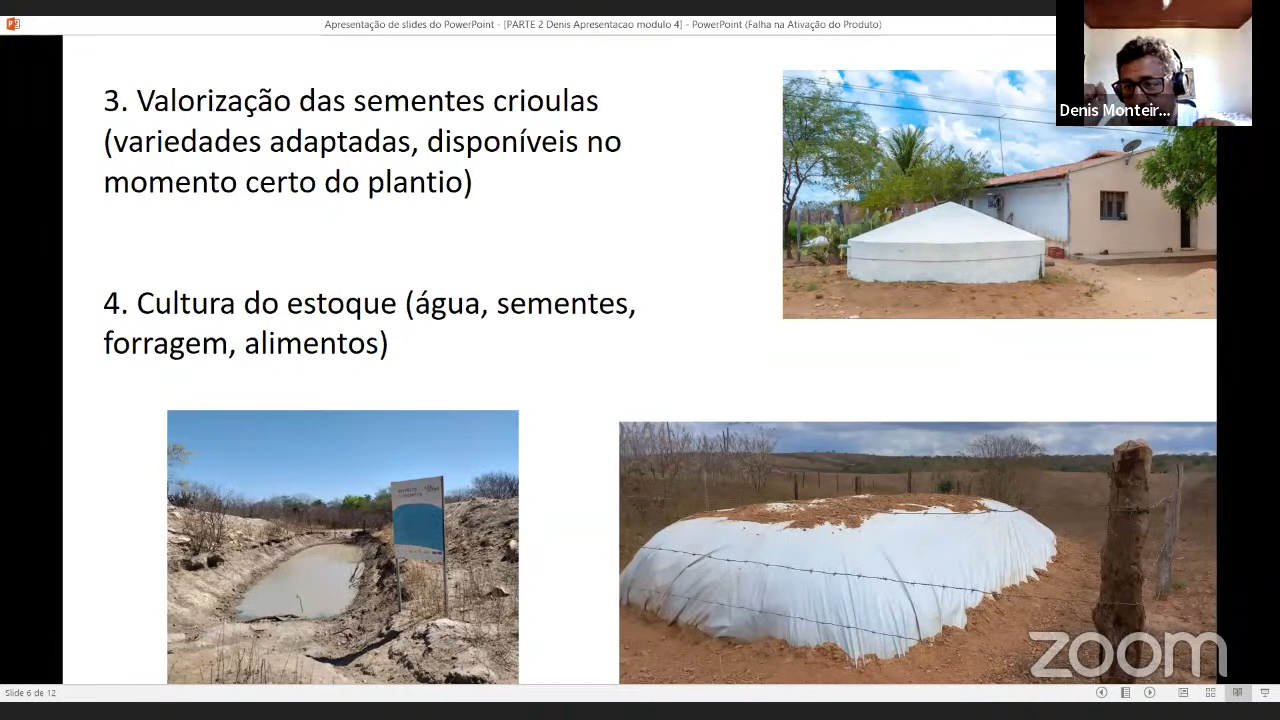 Apresentação de slides do PowerPoint - [PARTE 2 Denis Apresentacao modulo 4] - PowerPoint (Falha na Ativação do Produto)
Denis Monteir...
3. Valorização das sementes crioulas
(variedades adaptadas, disponíveis no
momento certo do plantio)
4. Cultura do estoque (água, sementes,
forragem, alimentos)
zoom
Slide 6 de 12